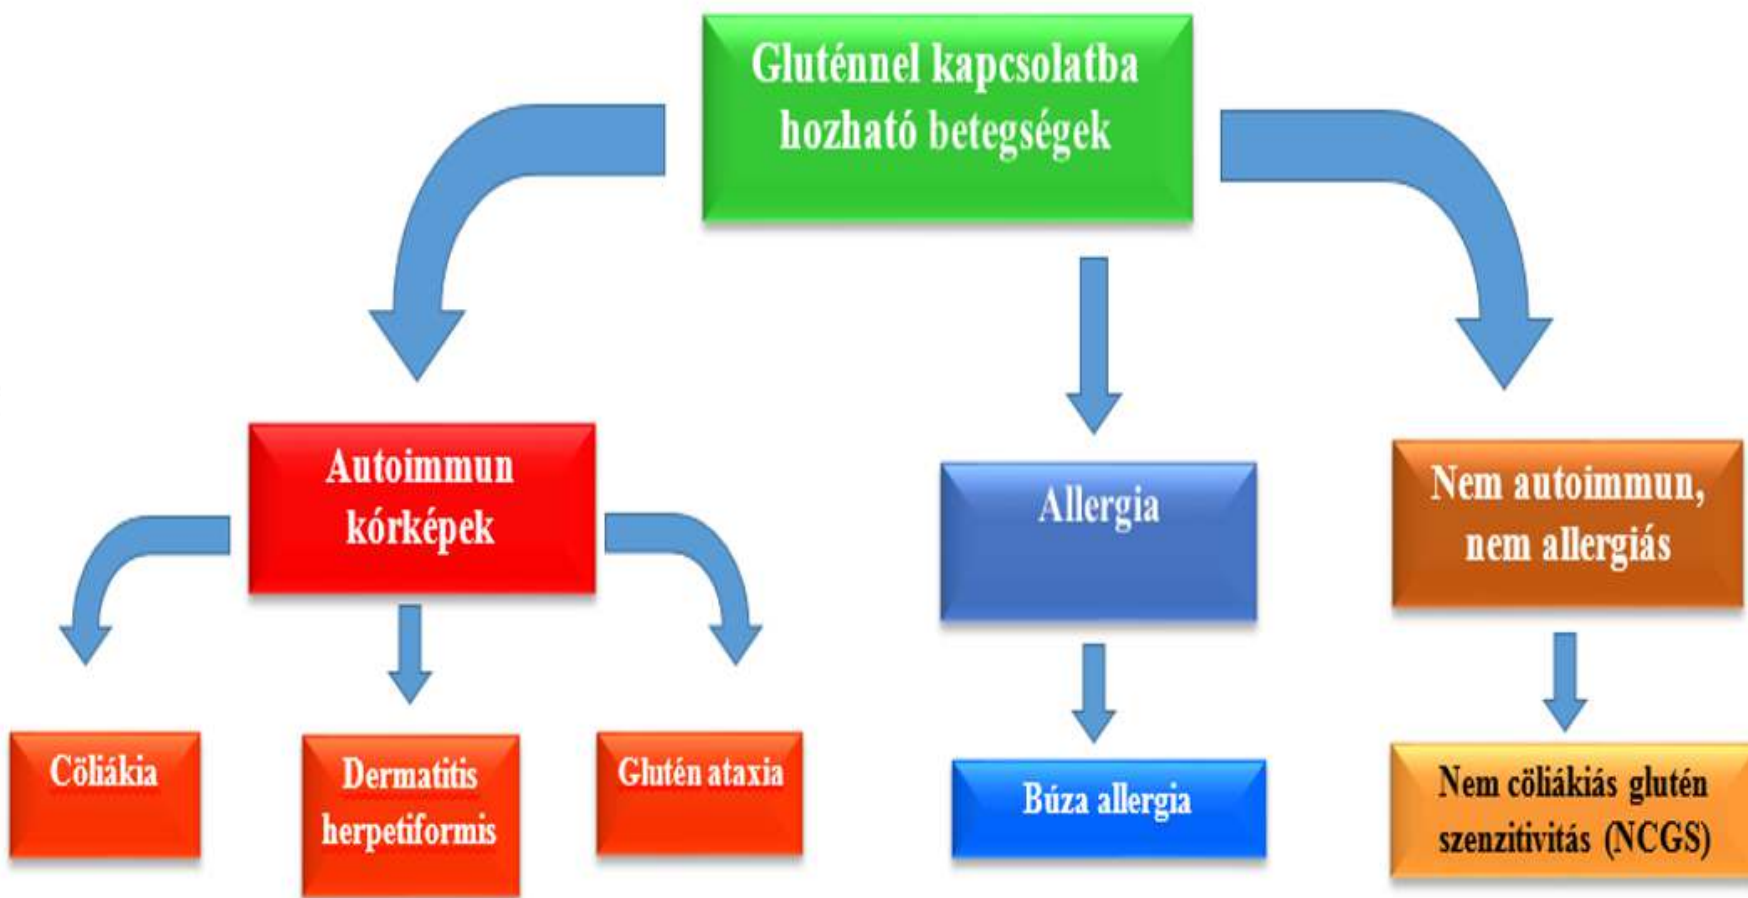 Gluténnel kapcsolatba
hozható betegségek
Autoimmun
kórképek
Allergia
Nem autoimmun,
nem allergiás
Cöliákia
Dermatitis
herpetiformis
Glutén ataxia
Búza allergia
Nem cöliákiás glutén
szenzitivitás (NCGS)